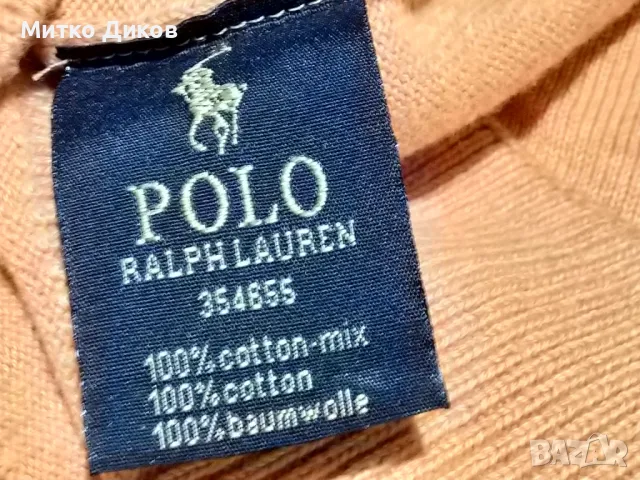 Митко Диков
POLO
RALPH LAUREN
354655
100% cotton-mix
100% cotton
100% baumwolle
BAZAR